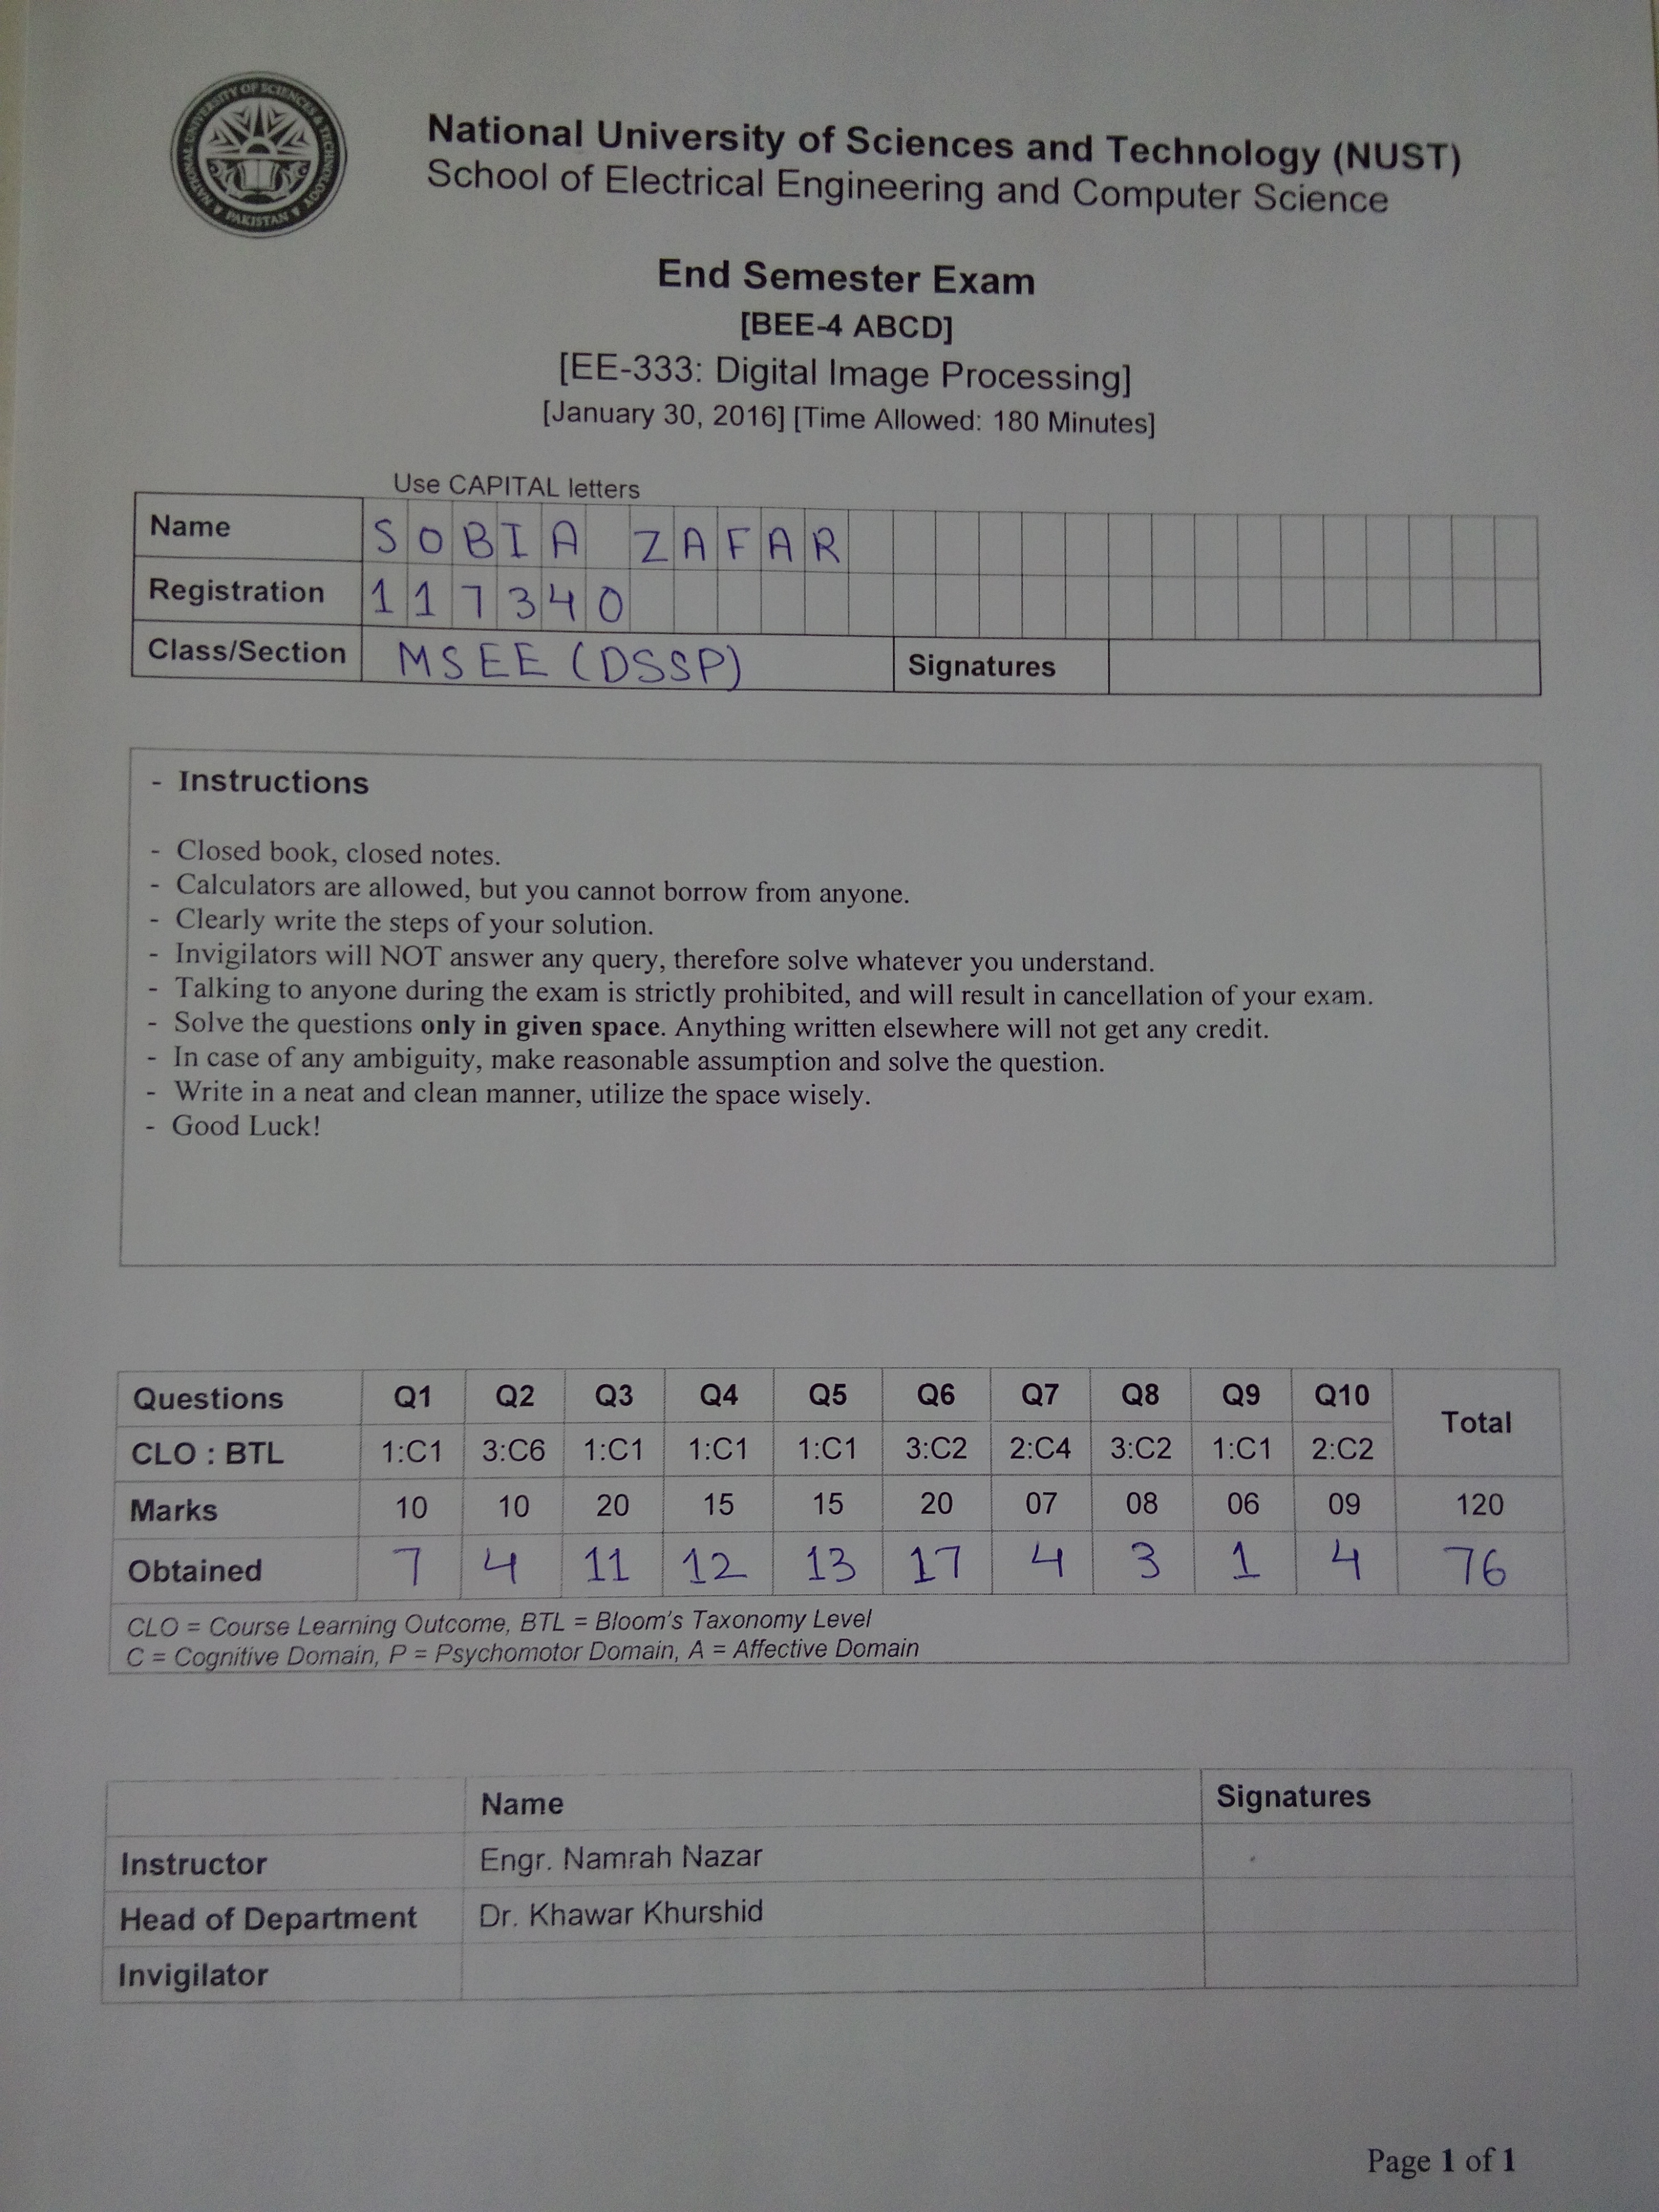 NATIONAL UNIVERSITY OF SCIENCES & TECHNOLOGY
PAKISTAN
National University of Sciences and Technology (NUST)
School of Electrical Engineering and Computer Science
End Semester Exam
[BEE-4 ABCD]
[EE-333: Digital Image Processing]
[January 30, 2016] [Time Allowed: 180 Minutes]
Use CAPITAL letters
Name SOBIA ZAFAR
Registration 117340
Class/Section MSEE (DSSP) Signatures
- Instructions
- Closed book, closed notes.
- Calculators are allowed, but you cannot borrow from anyone.
- Clearly write the steps of your solution.
- Invigilators will NOT answer any query, therefore solve whatever you understand.
- Talking to anyone during the exam is strictly prohibited, and will result in cancellation of your exam.
- Solve the questions only in given space. Anything written elsewhere will not get any credit.
- In case of any ambiguity, make reasonable assumption and solve the question.
- Write in a neat and clean manner, utilize the space wisely.
- Good Luck!
Questions Q1 Q2 Q3 Q4 Q5 Q6 Q7 Q8 Q9 Q10 Total
CLO : BTL 1:C1 3:C6 1:C1 1:C1 1:C1 3:C2 2:C4 3:C2 1:C1 2:C2
Marks 10 10 20 15 15 20 07 08 06 09 120
Obtained 7 4 11 12 13 17 4 3 1 4 76
CLO = Course Learning Outcome, BTL = Bloom's Taxonomy Level
C = Cognitive Domain, P = Psychomotor Domain, A = Affective Domain
Name Signatures
Instructor Engr. Namrah Nazar
Head of Department Dr. Khawar Khurshid
Invigilator
Page 1 of 1